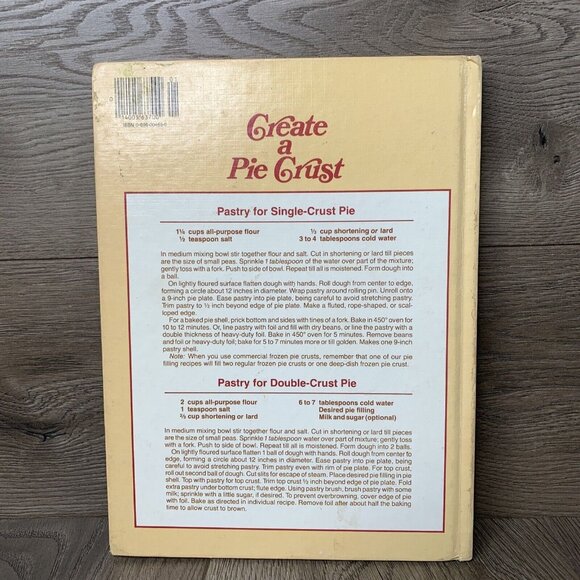 01
ISBN 0-696-00465-0
Create
a
Pie Crust
Pastry for Single-Crust Pie
1¼ cups all-purpose flour
½ teaspoon salt
⅓ cup shortening or lard
3 to 4 tablespoons cold water
In medium mixing bowl stir together flour and salt. Cut in shortening or lard till pieces
are the size of small peas. Sprinkle 1 tablespoon of the water over part of the mixture;
gently toss with a fork. Push to side of bowl. Repeat till all is moistened. Form dough into
a ball.
On lightly floured surface flatten dough with hands. Roll dough from center to edge,
forming a circle about 12 inches in diameter. Wrap pastry around rolling pin. Unroll onto
a 9-inch pie plate. Ease pastry into pie plate, being careful to avoid stretching pastry.
Trim pastry to ½ inch beyond edge of pie plate. Make a fluted, rope-shaped, or scal-
loped edge.
For a baked pie shell, prick bottom and sides with tines of a fork. Bake in 450° oven for
10 to 12 minutes. Or, line pastry with foil and fill with dry beans, or line the pastry with a
double thickness of heavy-duty foil. Bake in 450° oven for 5 minutes. Remove beans
and foil or heavy-duty foil; bake for 5 to 7 minutes more or till golden. Makes one 9-inch
pastry shell.
Note: When you use commercial frozen pie crusts, remember that one of our pie
filling recipes will fill two regular frozen pie crusts or one deep-dish frozen pie crust.
Pastry for Double-Crust Pie
2 cups all-purpose flour
1 teaspoon salt
⅔ cup shortening or lard
6 to 7 tablespoons cold water
Desired pie filling
Milk and sugar (optional)
In medium mixing bowl stir together flour and salt. Cut in shortening or lard till pieces
are the size of small peas. Sprinkle 1 tablespoon water over part of mixture; gently toss
with a fork. Push to side of bowl. Repeat till all is moistened. Form dough into 2 balls.
On lightly floured surface flatten 1 ball of dough with hands. Roll dough from center to
edge, forming a circle about 12 inches in diameter. Ease pastry into pie plate, being
careful to avoid stretching pastry. Trim pastry even with rim of pie plate. For top crust,
roll out second ball of dough. Cut slits for escape of steam. Place desired pie filling in pie
shell. Top with pastry for top crust. Trim top crust ½ inch beyond edge of pie plate. Fold
extra pastry under bottom crust; flute edge. Using pastry brush, brush pastry with some
milk; sprinkle with a little sugar, if desired. To prevent overbrowning, cover edge of pie
with foil. Bake as directed in individual recipe. Remove foil after about half the baking
time to allow crust to brown.